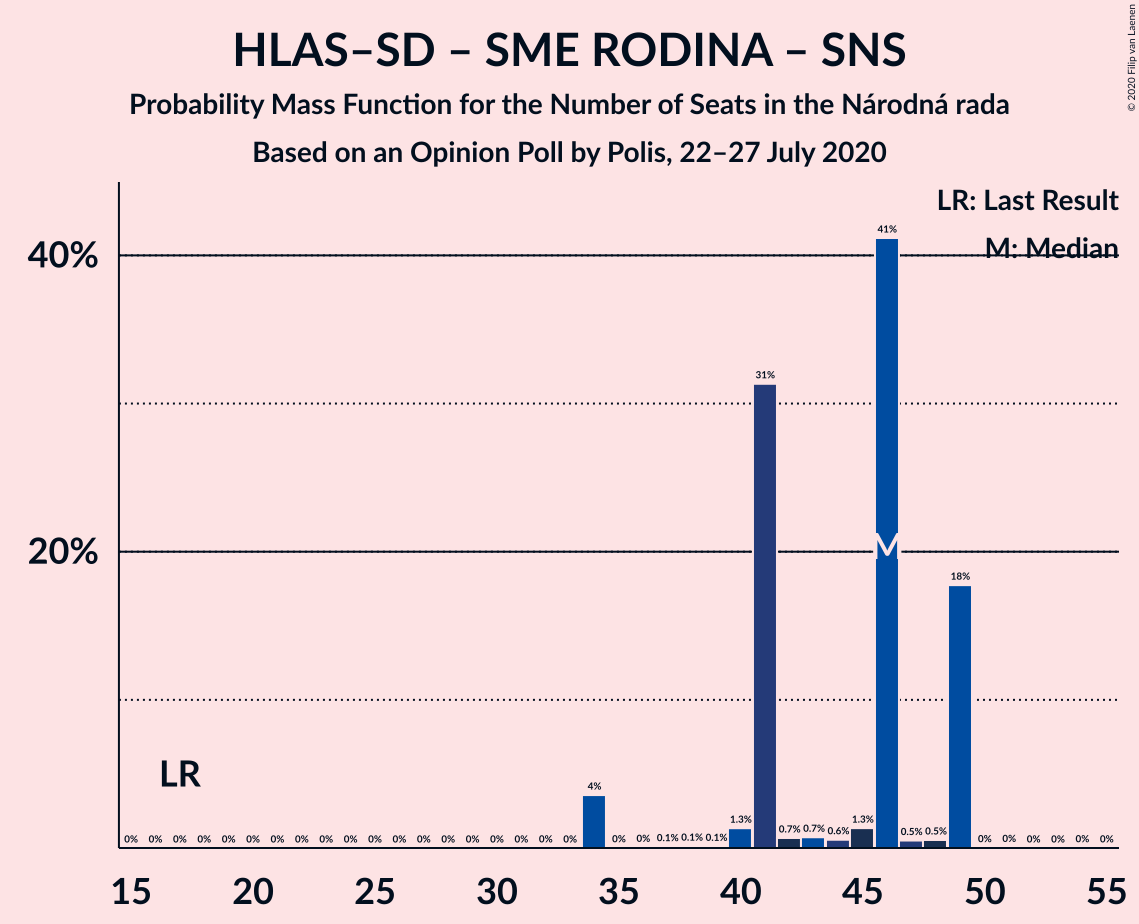 HLAS–SD – SME RODINA – SNS
Probability Mass Function for the Number of Seats in the Národná rada
Based on an Opinion Poll by Polis, 22–27 July 2020
© 2020 Filip van Laenen
LR: Last Result
M: Median
40%
20%
LR
M
0% 0% 0% 0% 0% 0% 0% 0% 0% 0% 0% 0% 0% 0% 0% 0% 0% 0% 0% 4% 0% 0% 0.1% 0.1% 0.1% 1.3% 31% 0.7% 0.7% 0.6% 1.3% 41% 0.5% 0.5% 18% 0% 0% 0% 0% 0% 0%
15 20 25 30 35 40 45 50 55